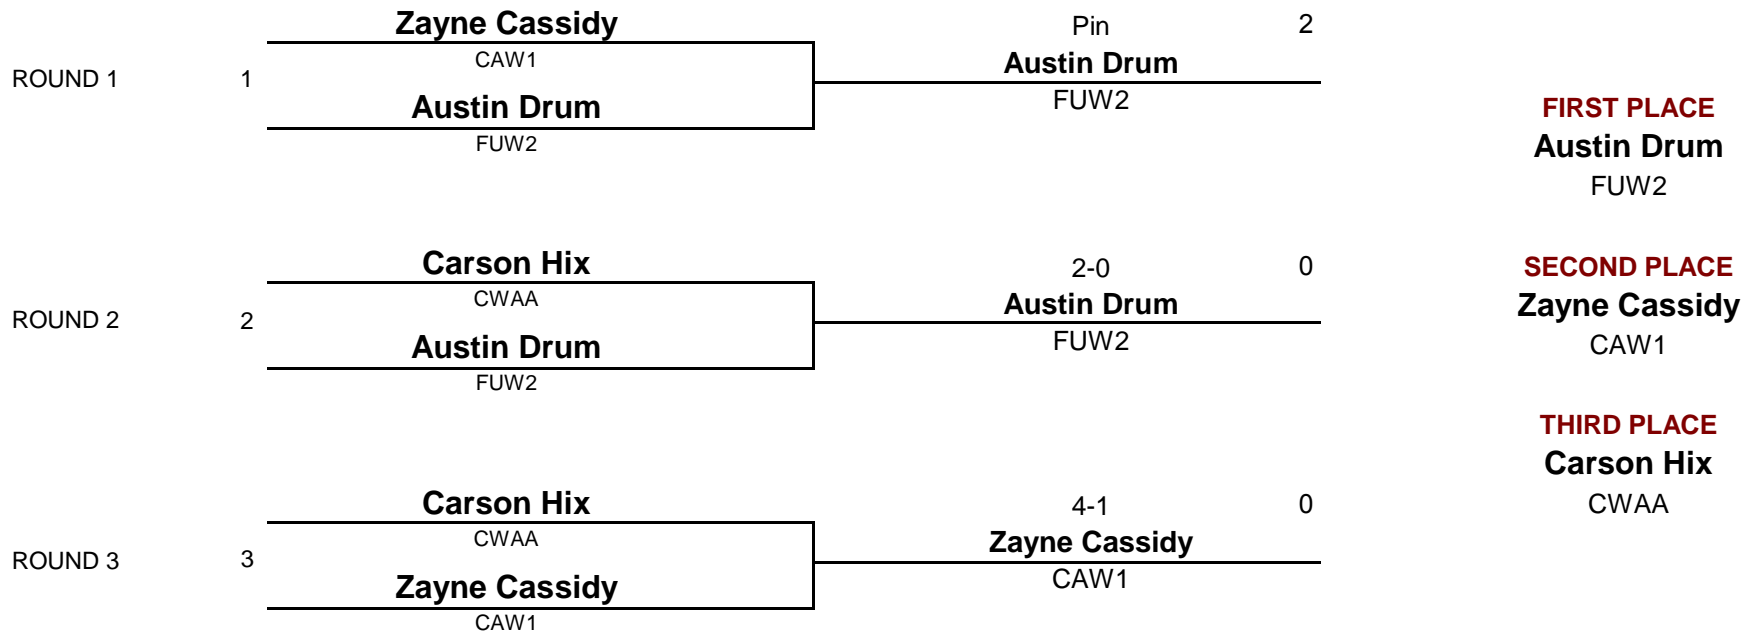 Zayne Cassidy
CAW1
ROUND 1
1
Austin Drum
FUW2
Pin
2
Austin Drum
FUW2
FIRST PLACE
Austin Drum
FUW2
Carson Hix
CWAA
ROUND 2
2
Austin Drum
FUW2
2-0
0
Austin Drum
FUW2
SECOND PLACE
Zayne Cassidy
CAW1
THIRD PLACE
Carson Hix
CWAA
Carson Hix
CWAA
ROUND 3
3
Zayne Cassidy
CAW1
4-1
0
Zayne Cassidy
CAW1